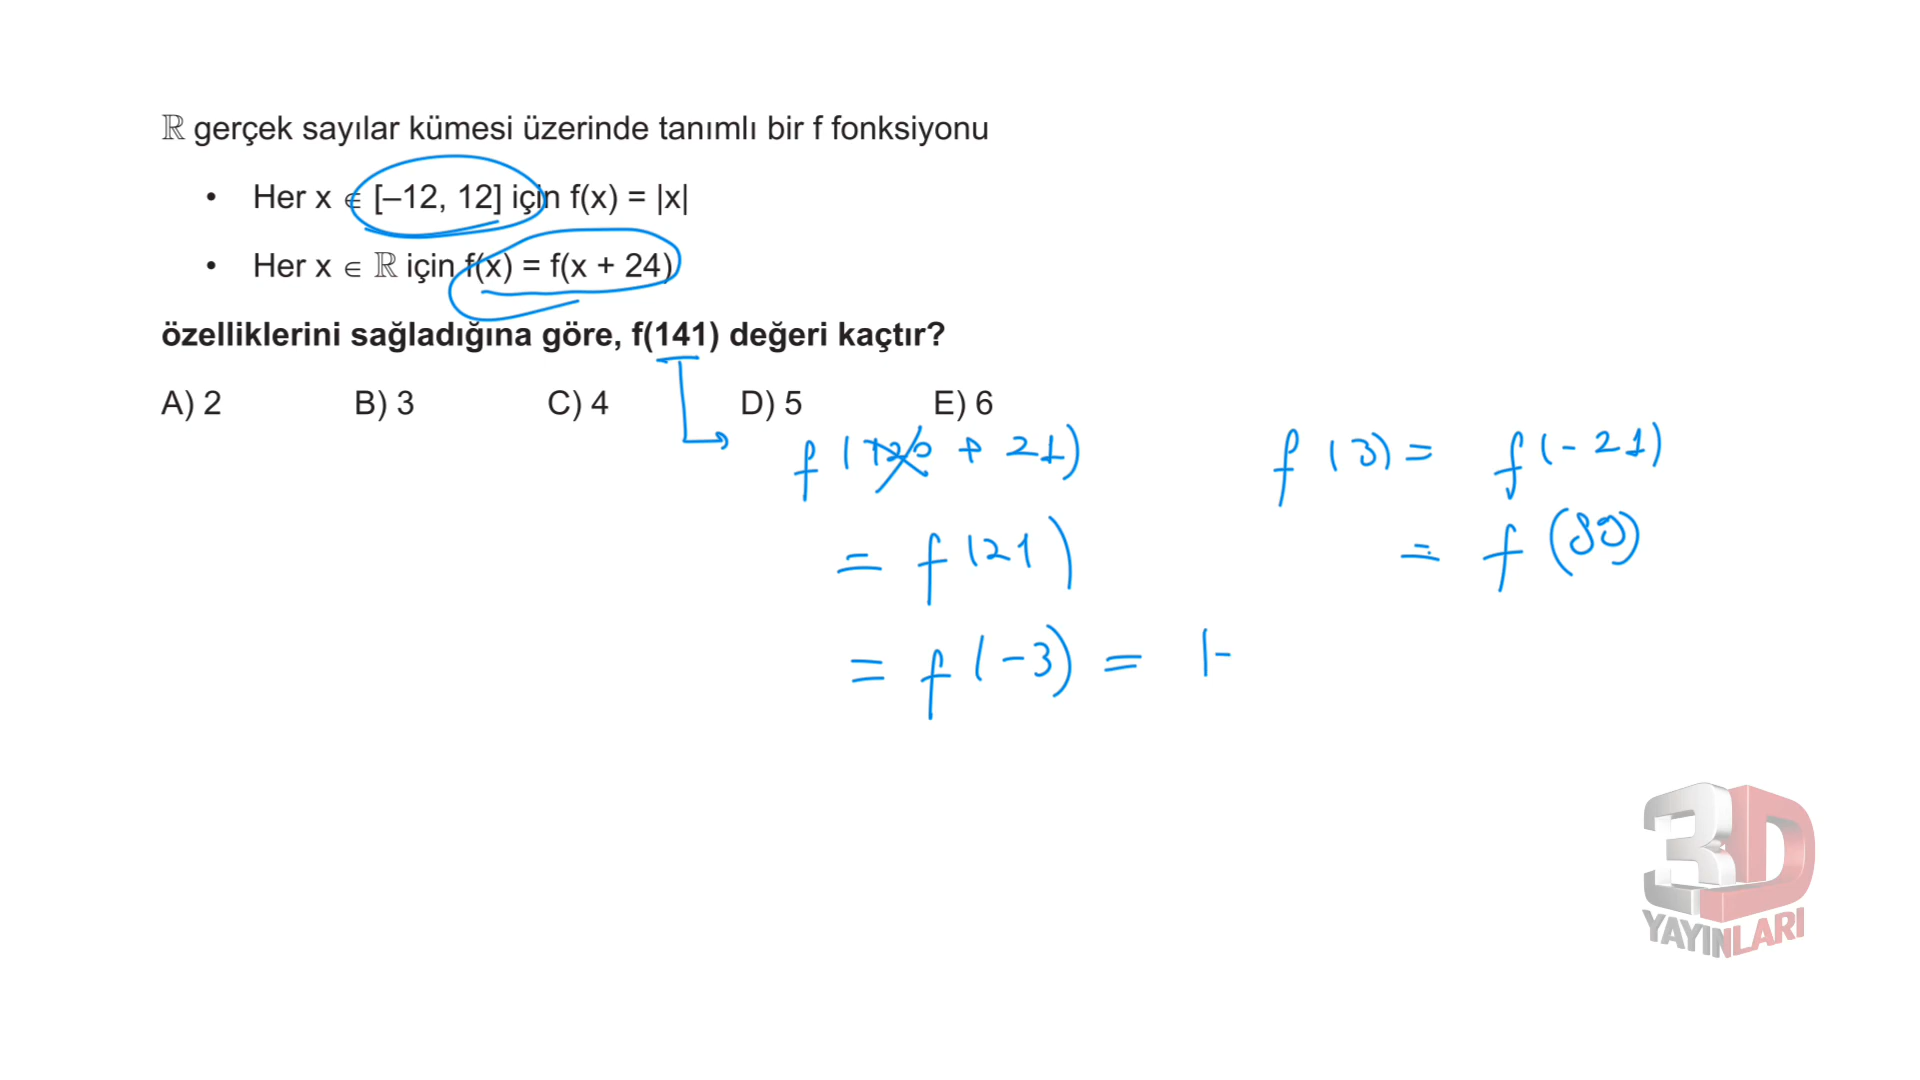 ℝ gerçek sayılar kümesi üzerinde tanımlı bir f fonksiyonu
• Her x ∈ [–12, 12] için f(x) = |x|
• Her x ∈ ℝ için f(x) = f(x + 24)
özelliklerini sağladığına göre, f(141) değeri kaçtır?
A) 2 B) 3 C) 4 D) 5 E) 6
f(120 + 21)
= f(21)
= f(-3) = |-
f(3) = f(-21)
= f( )
3D
YAYINLARI